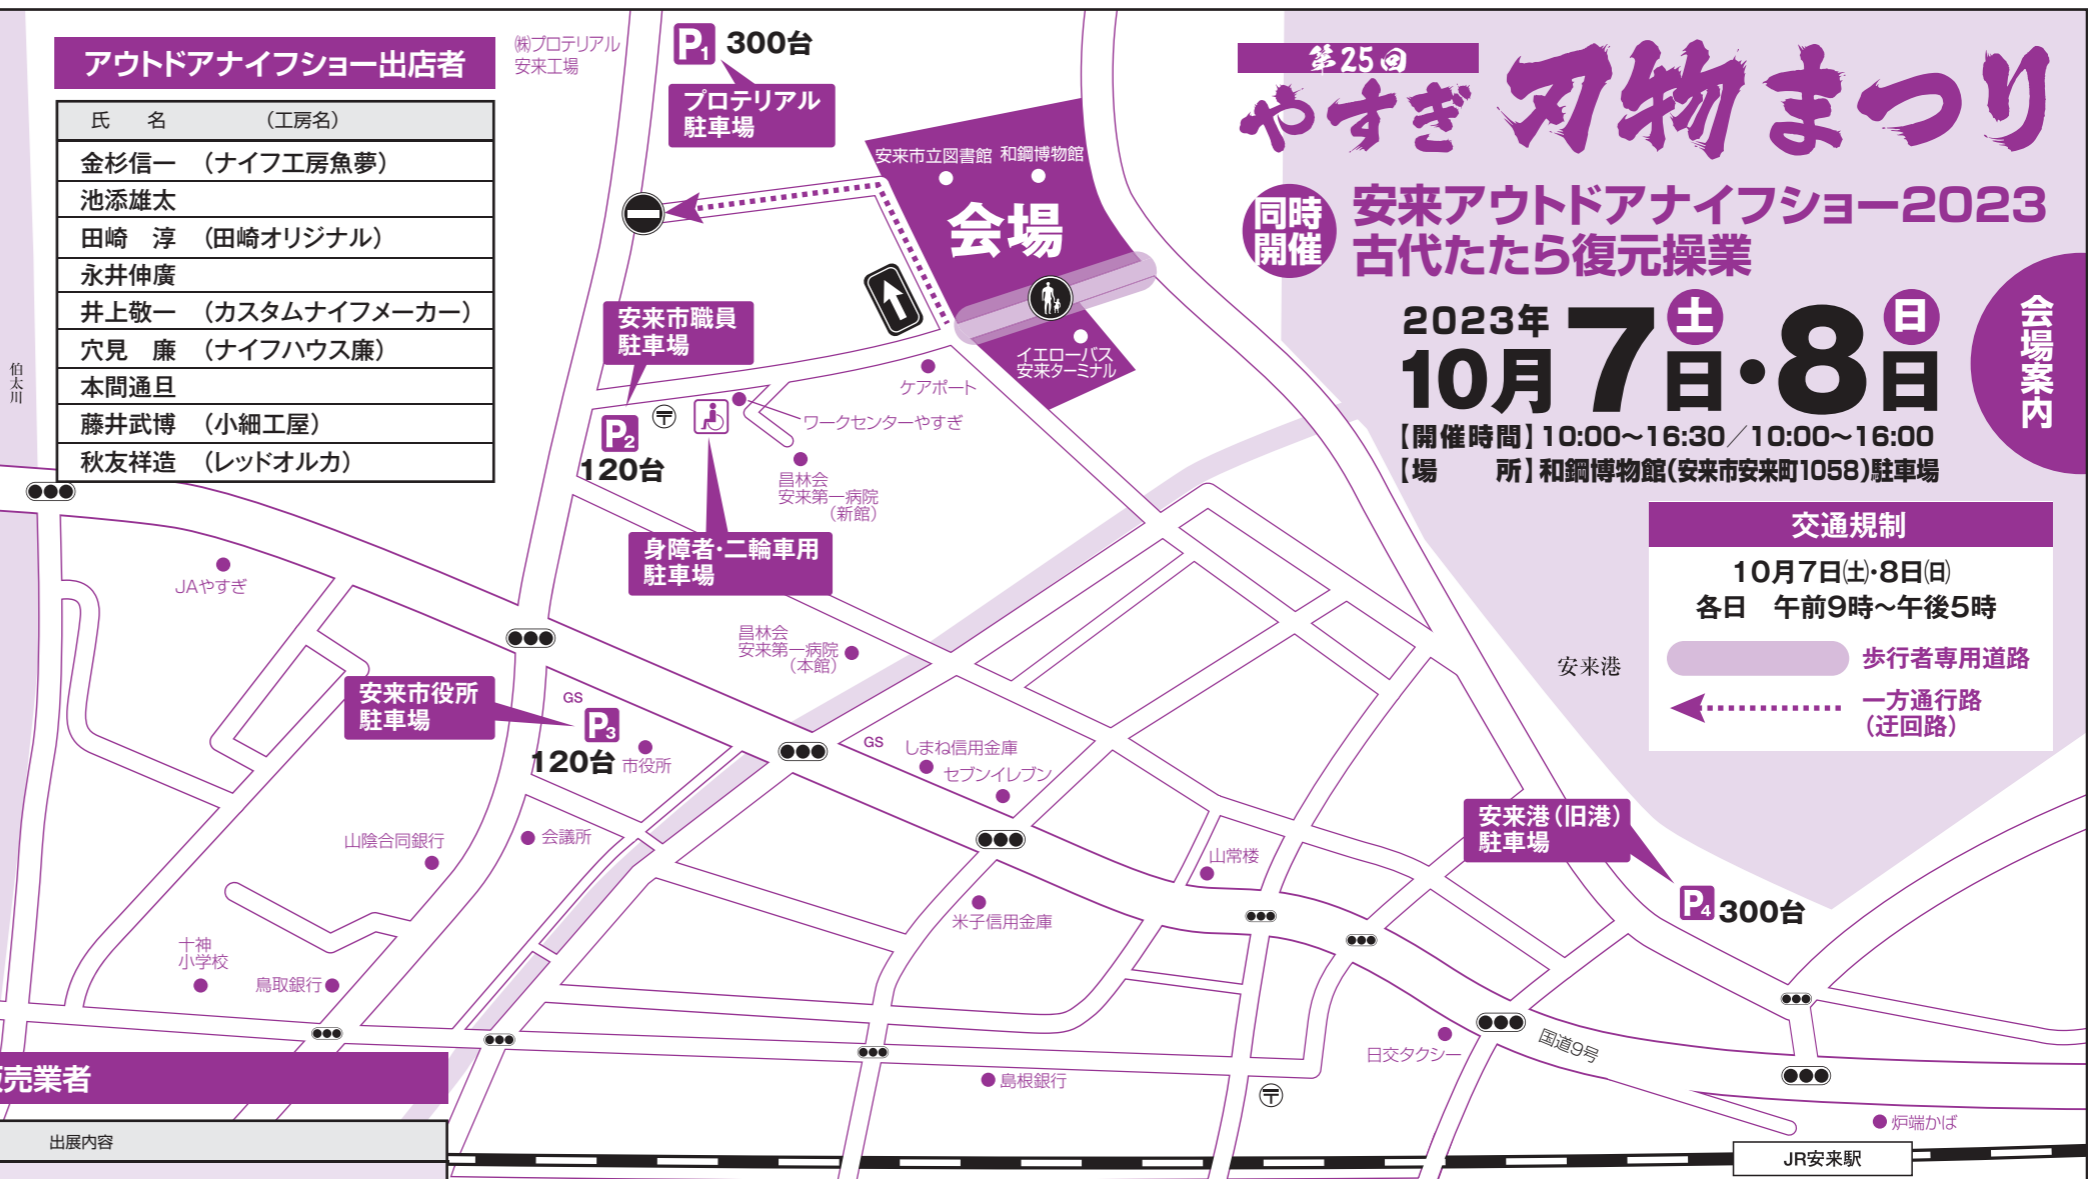 アウトドアナイフショー出店者
氏　名　（工房名）
金杉信一　（ナイフ工房魚夢）
池添雄太
田崎　淳　（田崎オリジナル）
永井伸廣
井上敬一　（カスタムナイフメーカー）
穴見　廉　（ナイフハウス廉）
本間通旦
藤井武博　（小細工屋）
秋友祥造　（レッドオルカ）
㈱プロテリアル
安来工場
P1 300台
プロテリアル
駐車場
第25回
やすぎ刃物まつり
同時
開催
安来アウトドアナイフショー2023
古代たたら復元操業
2023年
10月7日土・8日日
【開催時間】10:00～16:30／10:00～16:00
【場　　所】和鋼博物館(安来市安来町1058)駐車場
会場案内
交通規制
10月7日㈯・8日㈰
各日　午前9時～午後5時
歩行者専用道路
一方通行路
（迂回路）
安来市立図書館
和鋼博物館
会場
イエローバス
安来ターミナル
安来市職員
駐車場
P2
120台
〒
ケアポート
ワークセンターやすぎ
昌林会
安来第一病院
（新館）
身障者・二輪車用
駐車場
伯太川
JAやすぎ
昌林会
安来第一病院
（本館）
安来市役所
駐車場
GS
P3
120台
市役所
GS
しまね信用金庫
セブンイレブン
安来港
安来港（旧港）
駐車場
P4 300台
山陰合同銀行
会議所
山常楼
米子信用金庫
十神
小学校
鳥取銀行
日交タクシー
国道9号
島根銀行
〒
炉端かば
JR安来駅
販売業者
出展内容